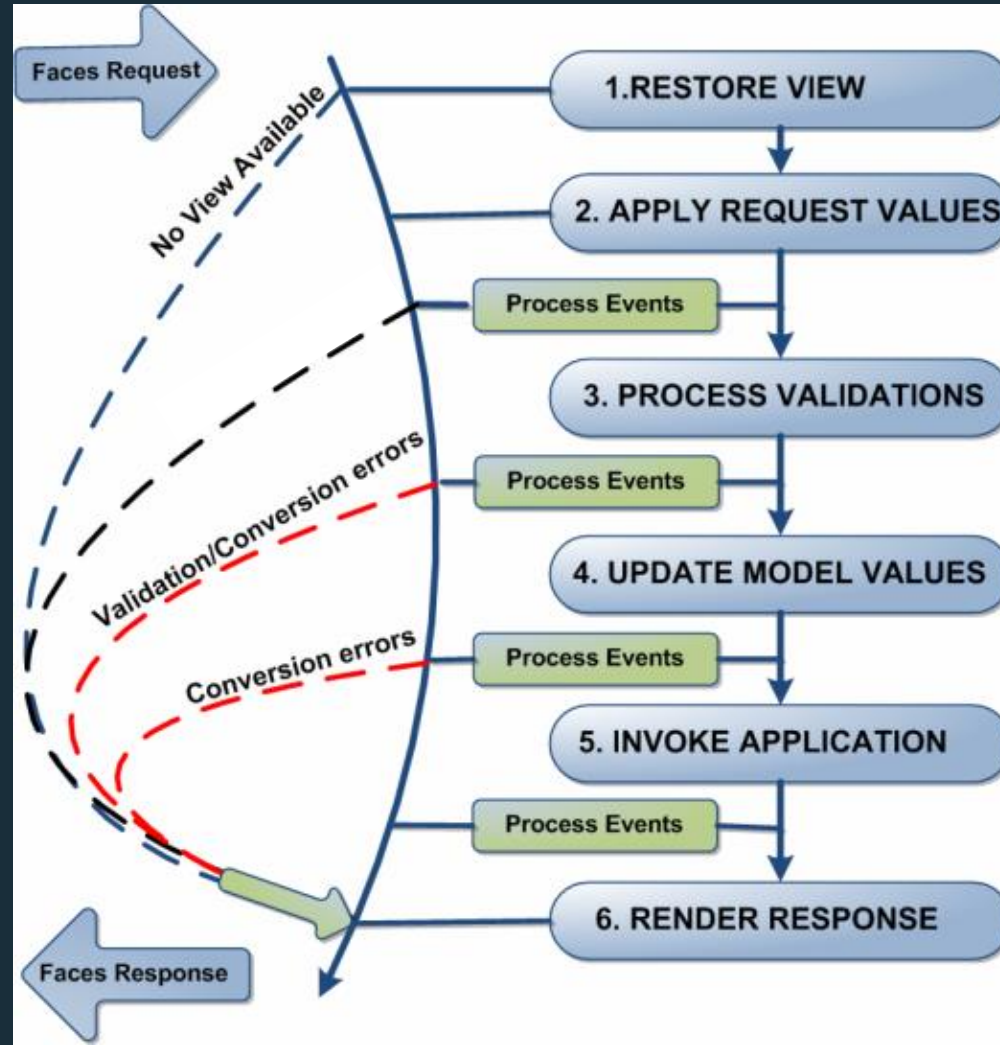 Faces Request
1.RESTORE VIEW
No View Available
2. APPLY REQUEST VALUES
Process Events
3. PROCESS VALIDATIONS
Validation/Conversion errors
Process Events
4. UPDATE MODEL VALUES
Conversion errors
Process Events
5. INVOKE APPLICATION
Process Events
6. RENDER RESPONSE
Faces Response